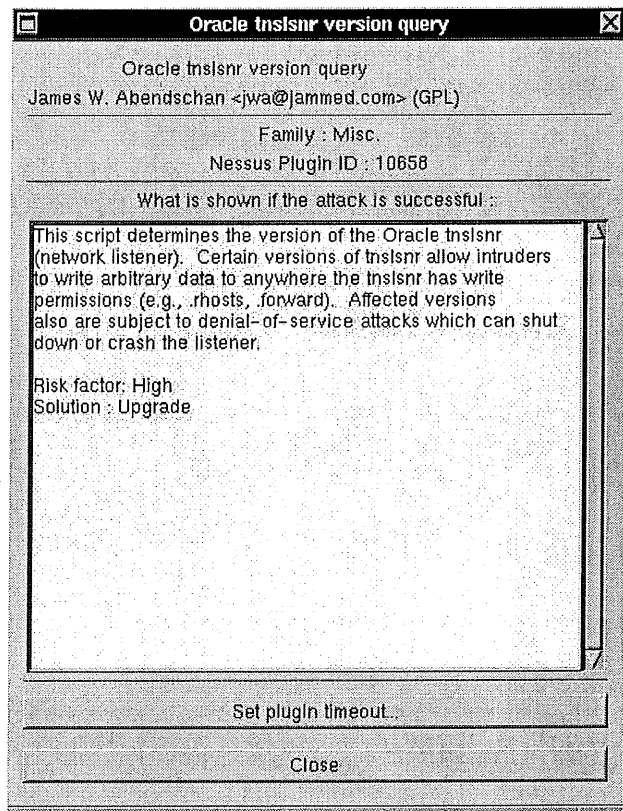 Oracle tnslsnr version query
Oracle tnslsnr version query
James W. Abendschan <jwa@jammed.com> (GPL)
Family : Misc.
Nessus Plugin ID : 10658
What is shown if the attack is successful :
This script determines the version of the Oracle tnslsnr
(network listener).  Certain versions of tnslsnr allow intruders
to write arbitrary data to anywhere the tnslsnr has write
permissions (e.g., .rhosts, .forward).  Affected versions
also are subject to denial-of-service attacks which can shut
down or crash the listener.
Risk factor: High
Solution : Upgrade
Set plugin timeout...
Close